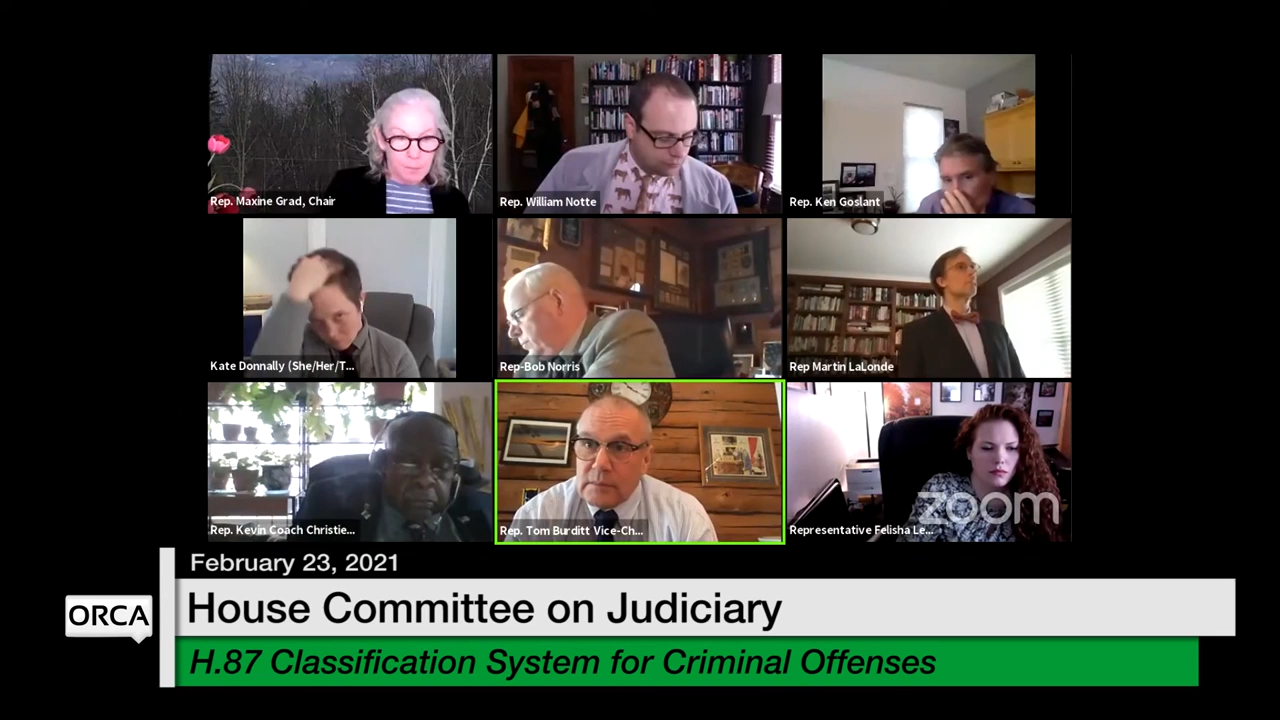 Rep. Maxine Grad, Chair
Rep. William Notte
Rep. Ken Goslant
Kate Donnally (She/Her/T...
Rep-Bob Norris
Rep Martin LaLonde
Rep. Kevin Coach Christie...
Rep. Tom Burditt Vice-Ch...
Representative Felisha Le...
zoom
February 23, 2021
ORCA
House Committee on Judiciary
H.87 Classification System for Criminal Offenses